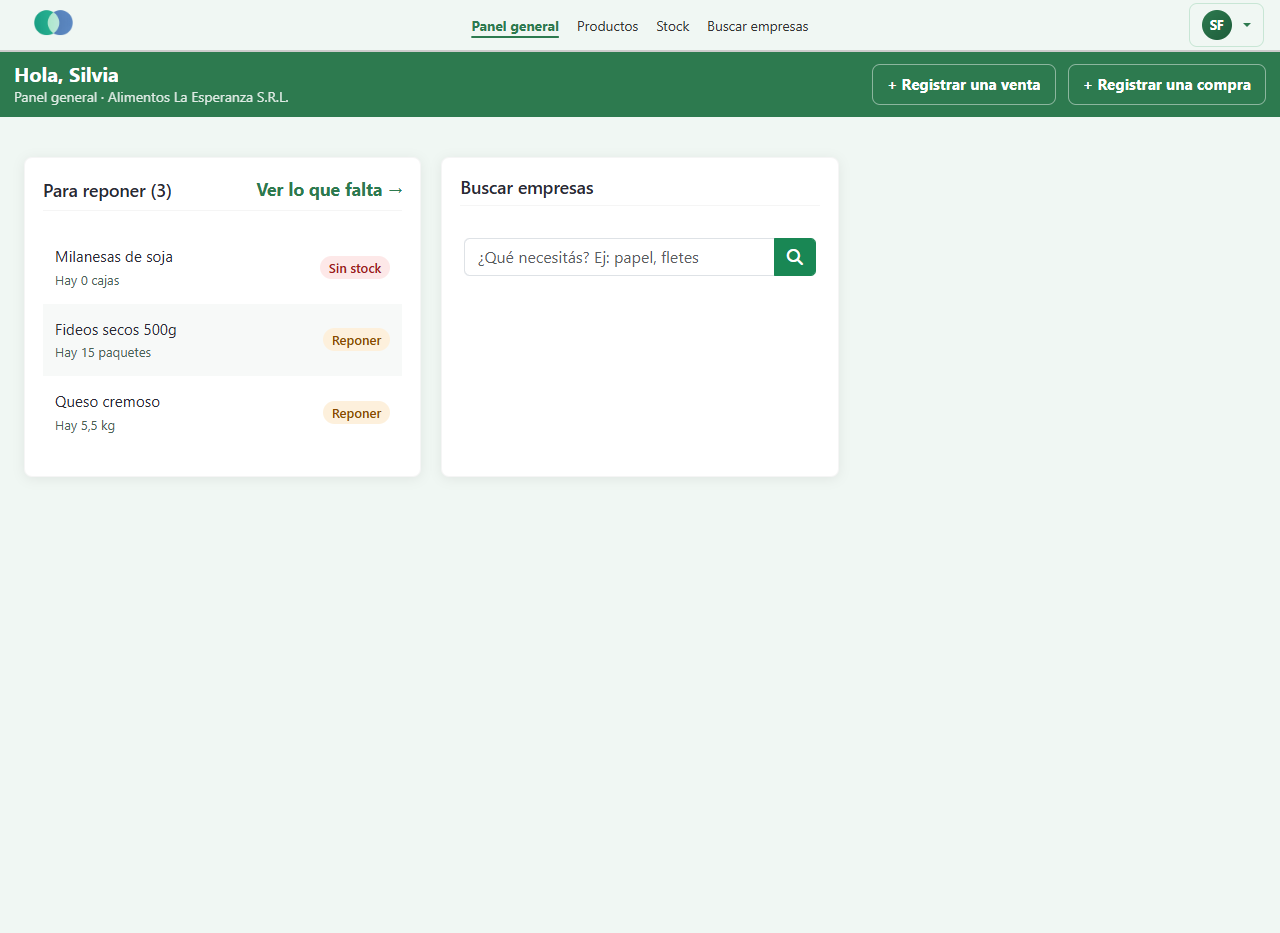 Panel general
Productos
Stock
Buscar empresas
SF
Hola, Silvia
Panel general · Alimentos La Esperanza S.R.L.
+ Registrar una venta
+ Registrar una compra
Para reponer (3)
Ver lo que falta →
Milanesas de soja
Hay 0 cajas
Sin stock
Fideos secos 500g
Hay 15 paquetes
Reponer
Queso cremoso
Hay 5,5 kg
Reponer
Buscar empresas
¿Qué necesitás? Ej: papel, fletes